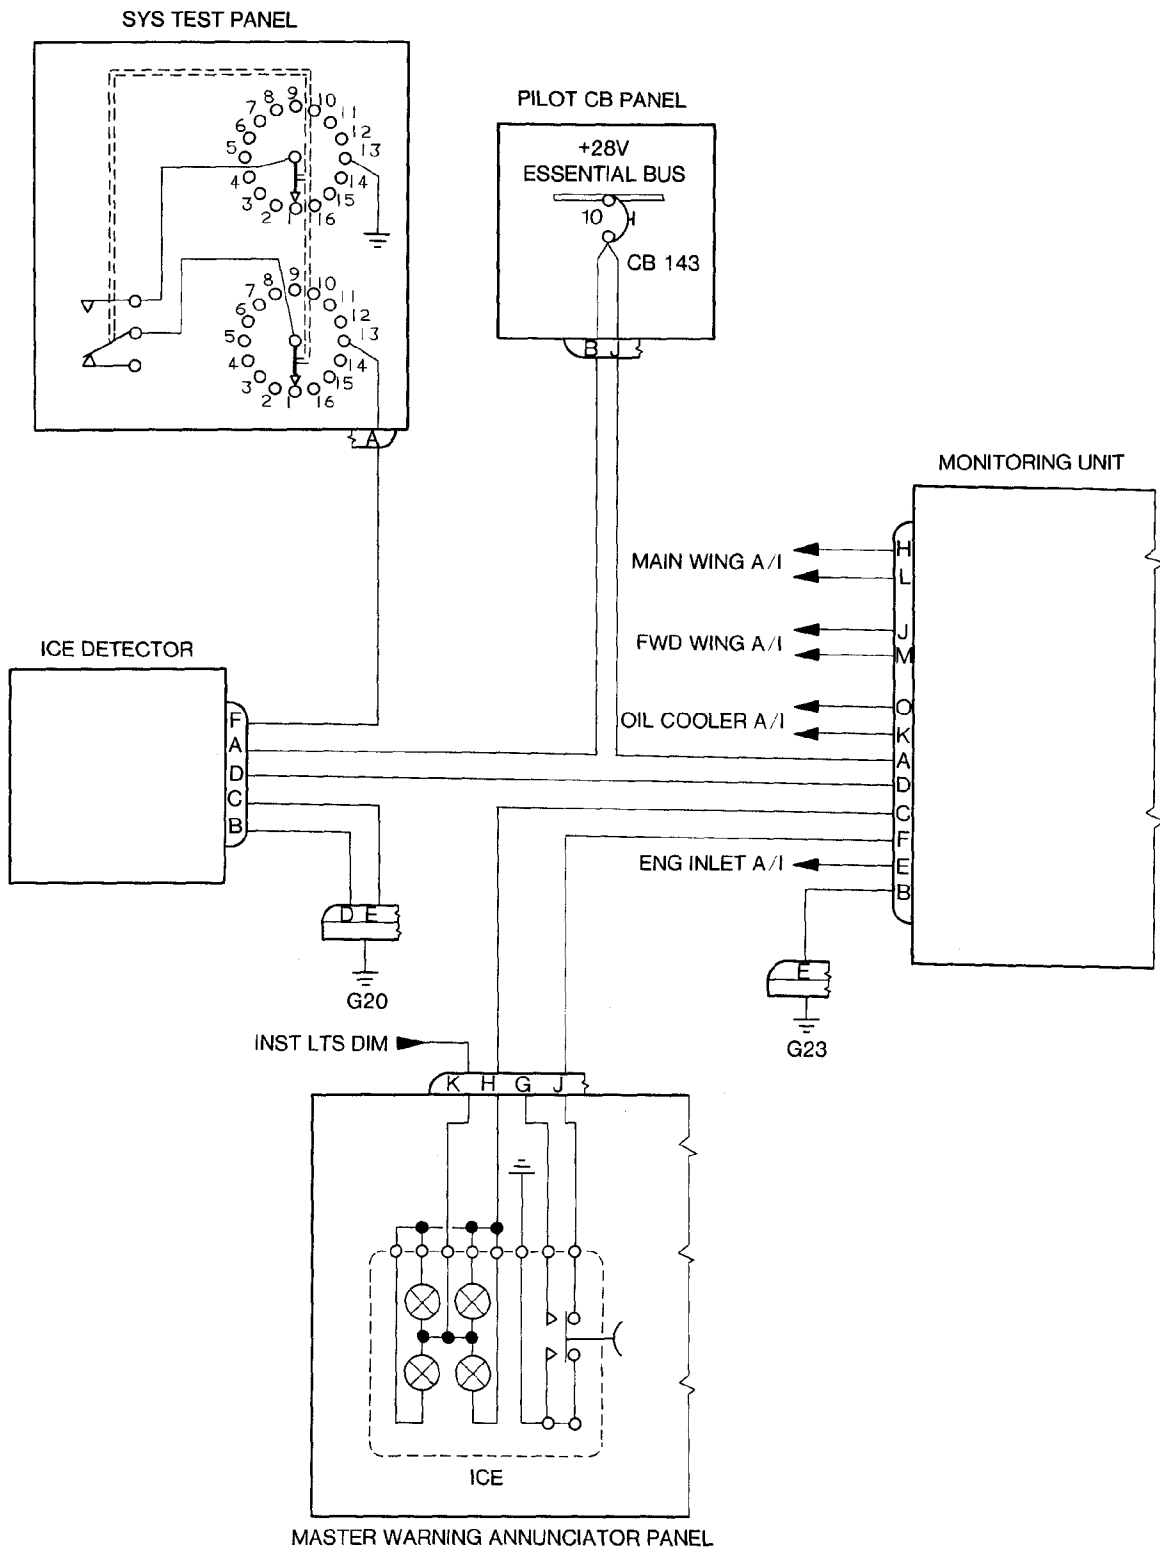 SYS TEST PANEL
9
8
10
7
11
6
12
5
13
4
14
3
15
2
1
16
9
8
10
7
11
6
12
5
13
4
14
3
15
2
1
16
A
PILOT CB PANEL
+28V
ESSENTIAL BUS
10
CB 143
B J
MONITORING UNIT
H
MAIN WING A/I
L
J
FWD WING A/I
M
O
OIL COOLER A/I
K
A
D
C
F
ENG INLET A/I
E
B
E
G23
ICE DETECTOR
F
A
D
C
B
D E
G20
INST LTS DIM
K H G J
ICE
MASTER WARNING ANNUNCIATOR PANEL